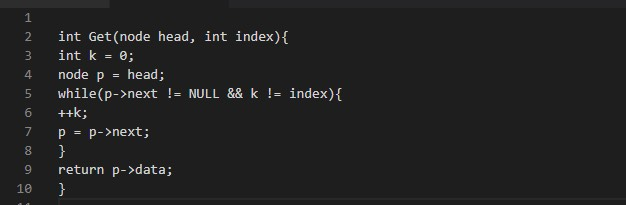 1
2 int Get(node head, int index){
3 int k = 0;
4 node p = head;
5 while(p->next != NULL && k != index){
6 ++k;
7 p = p->next;
8 }
9 return p->data;
10 }